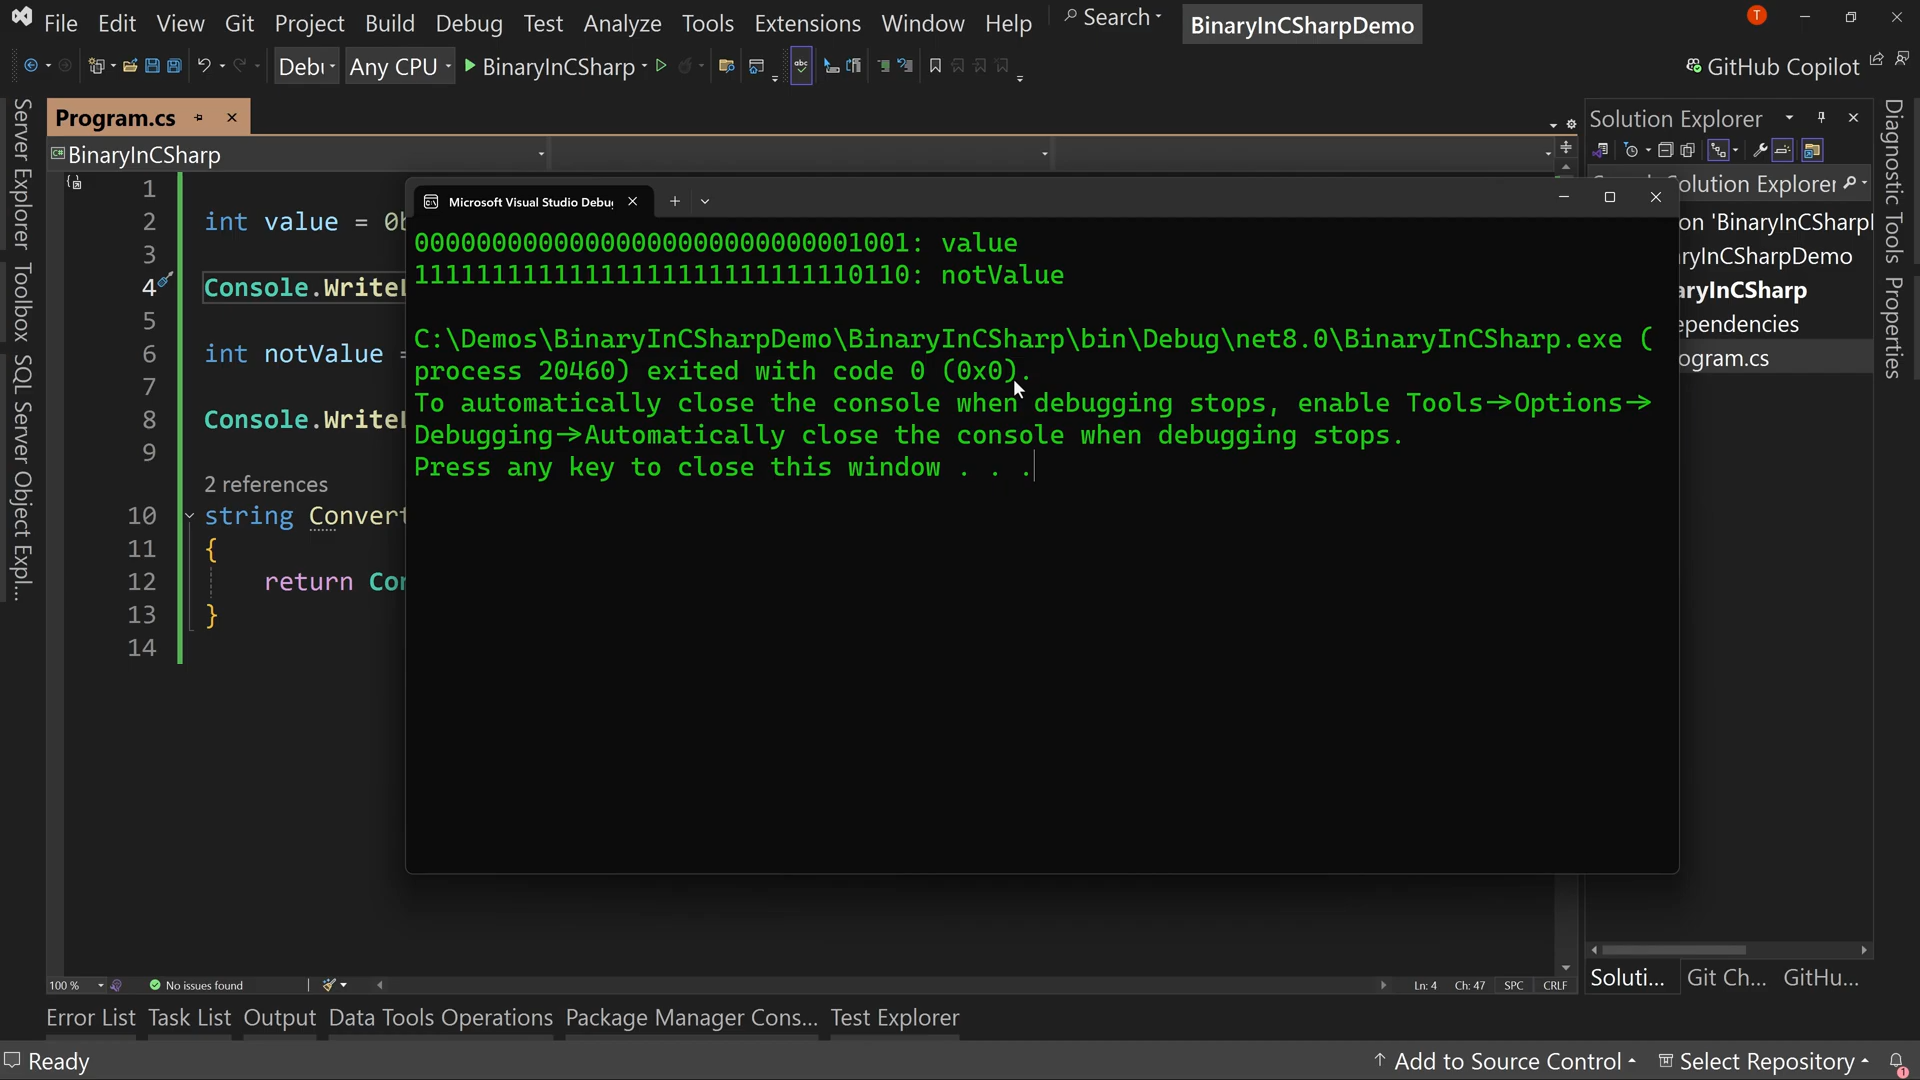 File Edit View Git Project Build Debug Test Analyze Tools Extensions Window Help Search BinaryInCSharpDemo
Debu Any CPU BinaryInCSharp GitHub Copilot
Server Explorer
Toolbox
SQL Server Object Expl...
Program.cs
BinaryInCSharp
1
2 int value = 0b
3
4 Console.WriteL
5
6 int notValue =
7
8 Console.WriteL
9
2 references
10 string Convert
11 {
12 return Con
13 }
14
Microsoft Visual Studio Debug
00000000000000000000000000001001: value
11111111111111111111111111110110: notValue
C:\Demos\BinaryInCSharpDemo\BinaryInCSharp\bin\Debug\net8.0\BinaryInCSharp.exe (
process 20460) exited with code 0 (0x0).
To automatically close the console when debugging stops, enable Tools->Options->
Debugging->Automatically close the console when debugging stops.
Press any key to close this window . . .
Solution Explorer
olution Explorer
on 'BinaryInCSharpI
aryInCSharpDemo
aryInCSharp
ependencies
ogram.cs
Soluti... Git Ch... GitHu...
Diagnostic Tools
Properties
100 % No issues found Ln: 4 Ch: 47 SPC CRLF
Error List Task List Output Data Tools Operations Package Manager Cons... Test Explorer
Ready Add to Source Control Select Repository 1